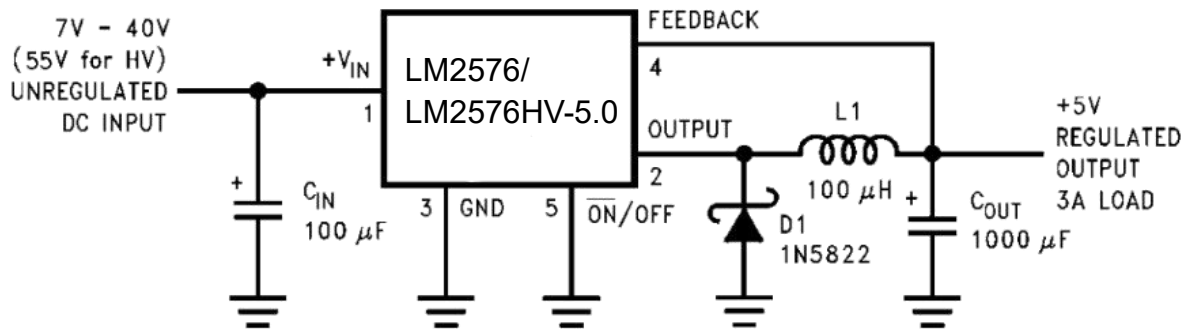 7V - 40V
(55V for HV)
UNREGULATED
DC INPUT
+VIN
1
LM2576/
LM2576HV-5.0
FEEDBACK
4
OUTPUT
2
L1
100 μH
+5V
REGULATED
OUTPUT
3A LOAD
+
CIN
100 μF
3
GND
5
ON/OFF
D1
1N5822
+
COUT
1000 μF